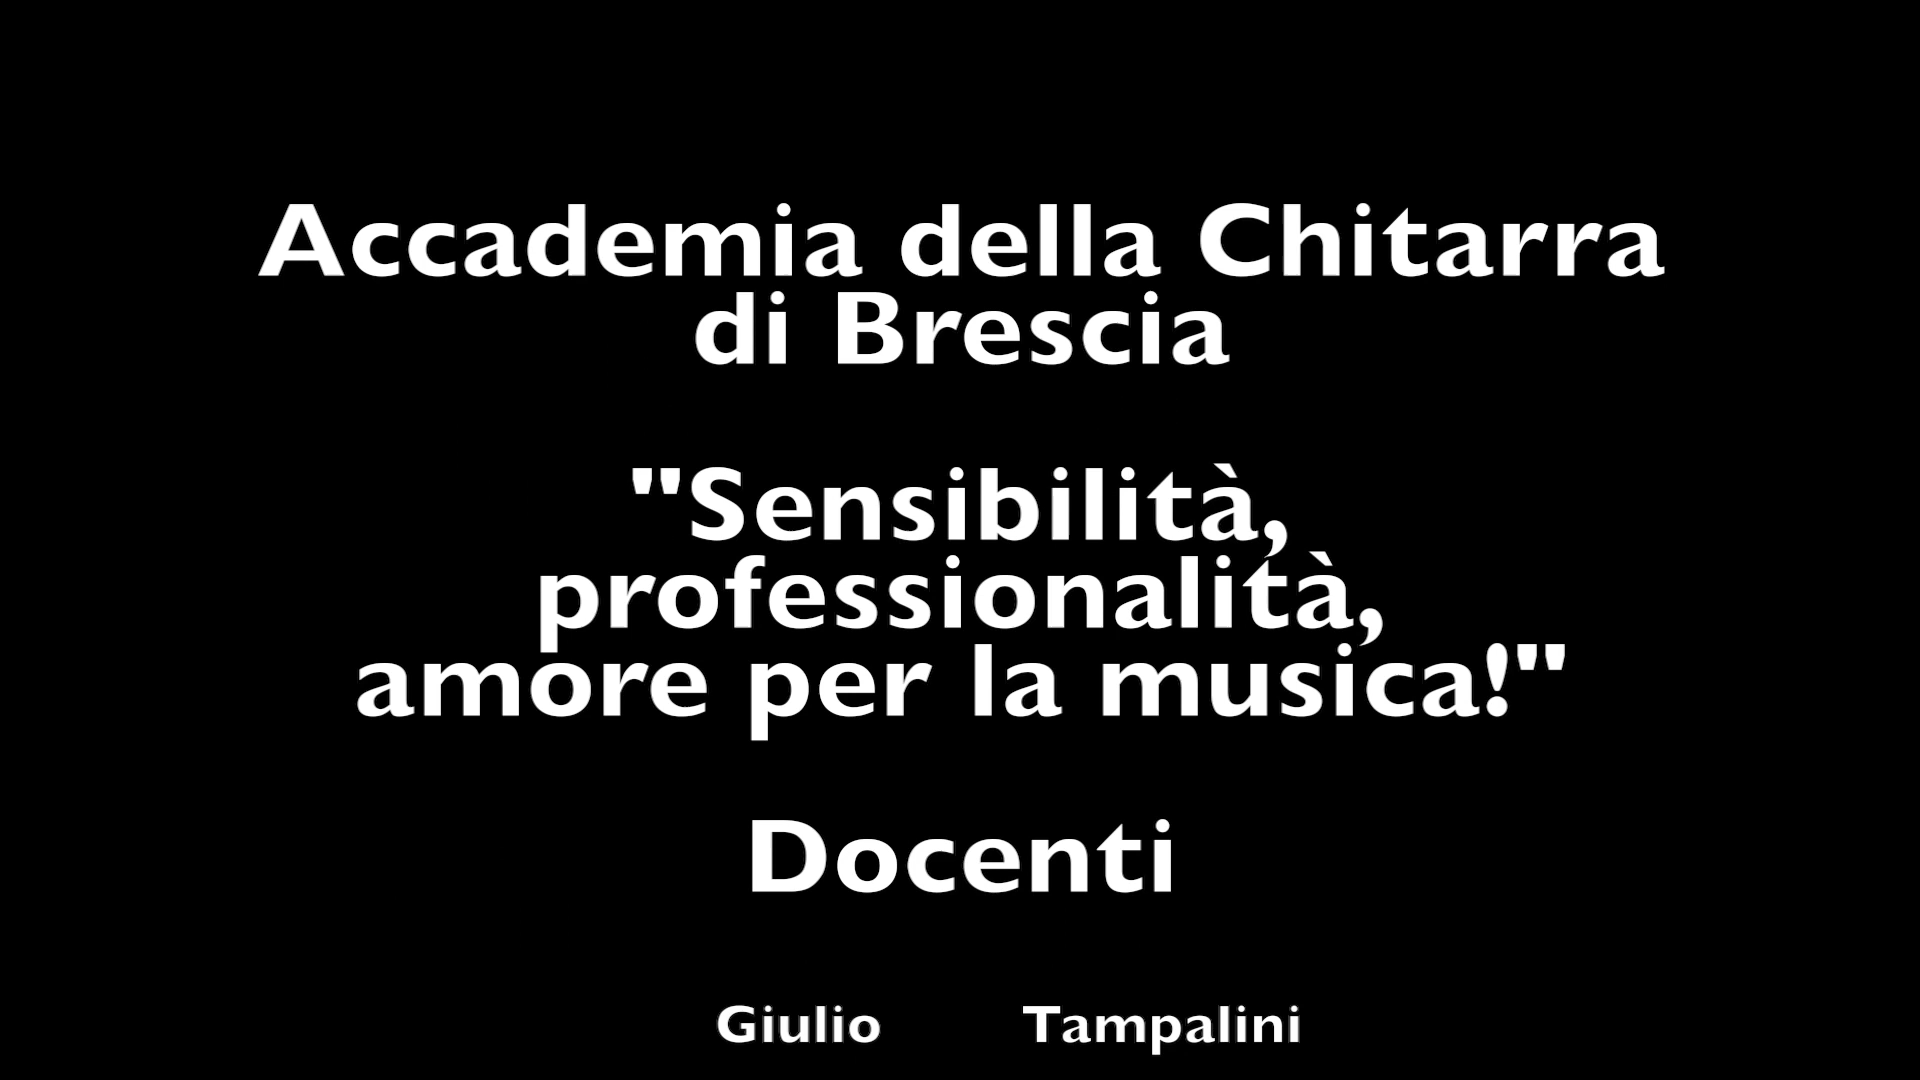 Accademia della Chitarra
di Brescia
"Sensibilità,
professionalità,
amore per la musica!"
Docenti
Giulio Tampalini